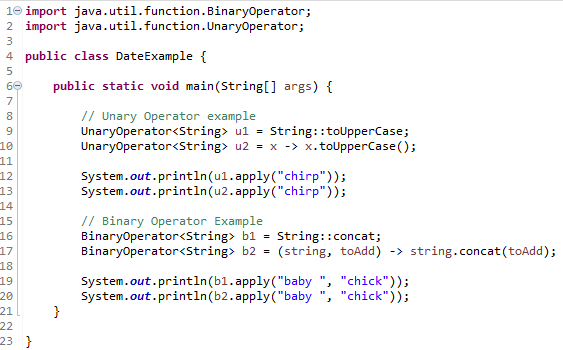 1 import java.util.function.BinaryOperator;
2 import java.util.function.UnaryOperator;
3
4 public class DateExample {
5
6     public static void main(String[] args) {
7
8         // Unary Operator example
9         UnaryOperator<String> u1 = String::toUpperCase;
10         UnaryOperator<String> u2 = x -> x.toUpperCase();
11
12         System.out.println(u1.apply("chirp"));
13         System.out.println(u2.apply("chirp"));
14
15         // Binary Operator Example
16         BinaryOperator<String> b1 = String::concat;
17         BinaryOperator<String> b2 = (string, toAdd) -> string.concat(toAdd);
18
19         System.out.println(b1.apply("baby ", "chick"));
20         System.out.println(b2.apply("baby ", "chick"));
21     }
22
23 }